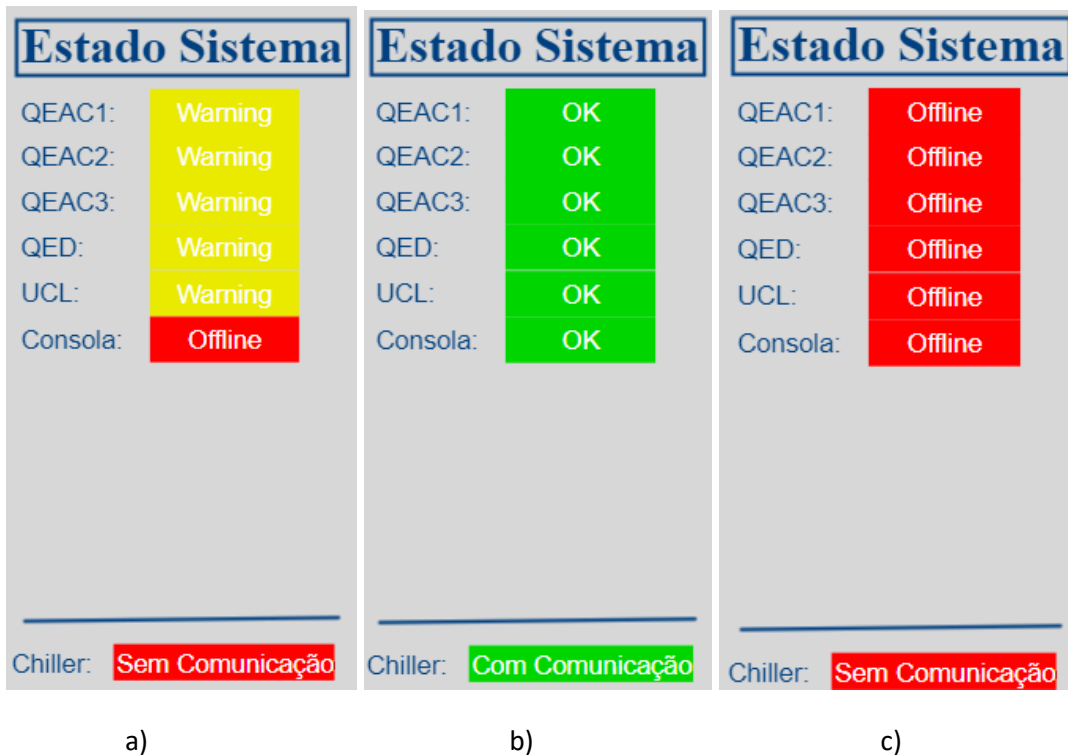 Estado Sistema
QEAC1: Warning
QEAC2: Warning
QEAC3: Warning
QED: Warning
UCL: Warning
Consola: Offline
Chiller: Sem Comunicação
a)
Estado Sistema
QEAC1: OK
QEAC2: OK
QEAC3: OK
QED: OK
UCL: OK
Consola: OK
Chiller: Com Comunicação
b)
Estado Sistema
QEAC1: Offline
QEAC2: Offline
QEAC3: Offline
QED: Offline
UCL: Offline
Consola: Offline
Chiller: Sem Comunicação
c)